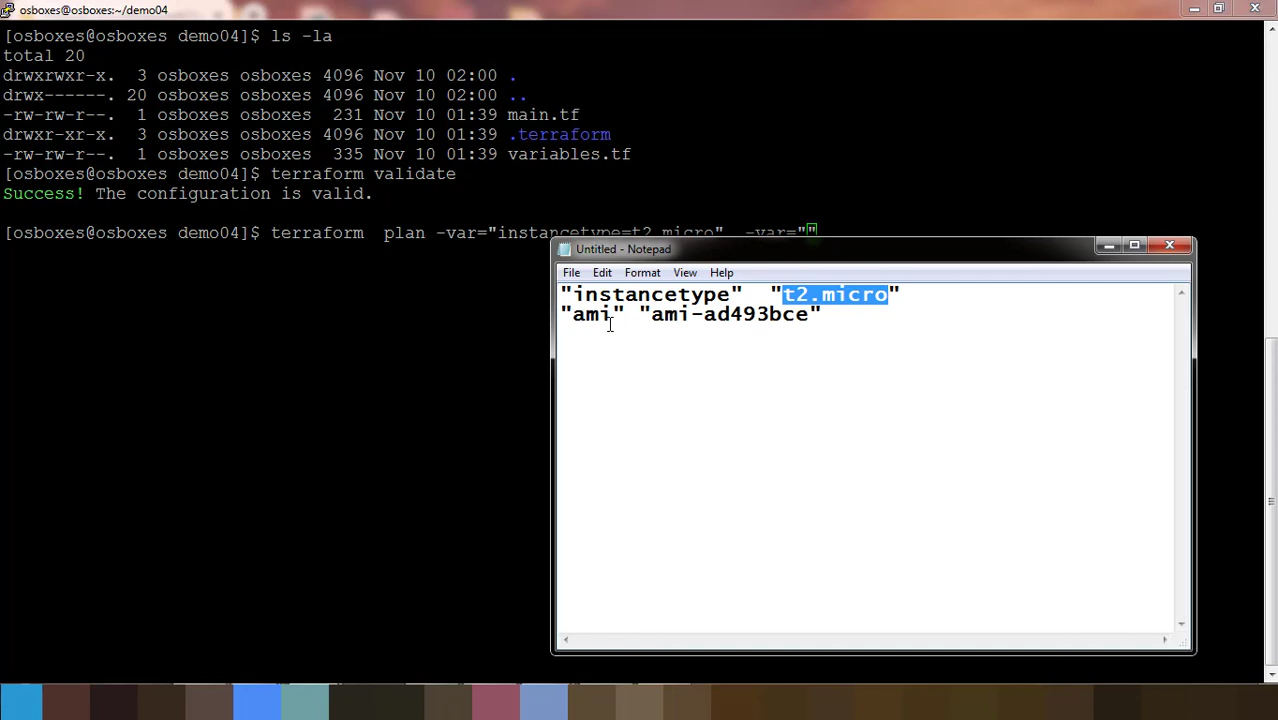 osboxes@osboxes:~/demo04
[osboxes@osboxes demo04]$ ls -la
total 20
drwxrwxr-x.  3 osboxes osboxes 4096 Nov 10 02:00 .
drwx------. 20 osboxes osboxes 4096 Nov 10 02:00 ..
-rw-rw-r--.  1 osboxes osboxes  231 Nov 10 01:39 main.tf
drwxr-xr-x.  3 osboxes osboxes 4096 Nov 10 01:39 .terraform
-rw-rw-r--.  1 osboxes osboxes  335 Nov 10 01:39 variables.tf
[osboxes@osboxes demo04]$ terraform validate
Success! The configuration is valid.
[osboxes@osboxes demo04]$ terraform  plan -var="instancetype=t2.micro"  -var=""
Untitled - Notepad
File Edit Format View Help
"instancetype"  "t2.micro"
"ami" "ami-ad493bce"